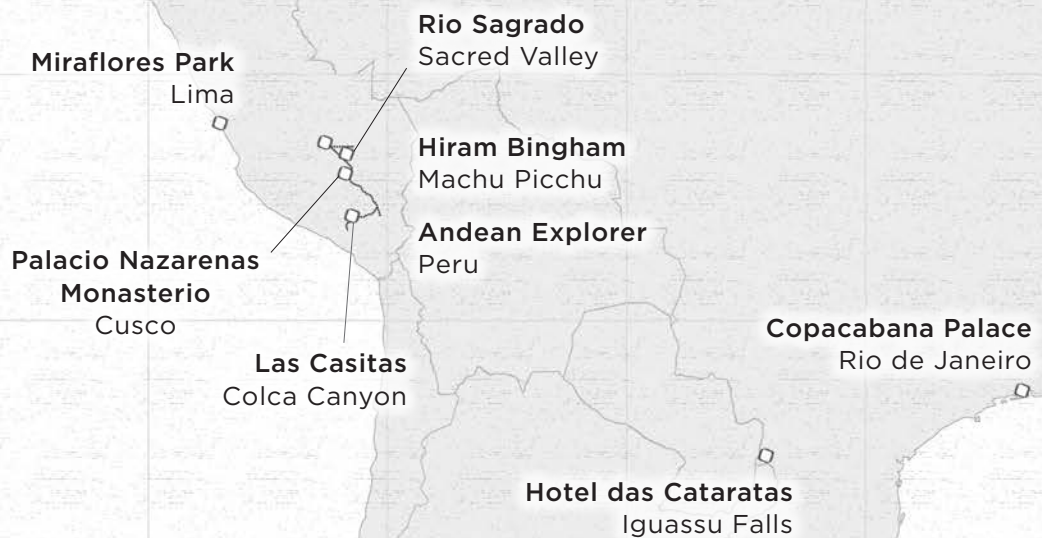 Rio Sagrado
Sacred Valley
Miraflores Park
Lima
Hiram Bingham
Machu Picchu
Andean Explorer
Peru
Palacio Nazarenas
Monasterio
Cusco
Las Casitas
Colca Canyon
Copacabana Palace
Rio de Janeiro
Hotel das Cataratas
Iguassu Falls